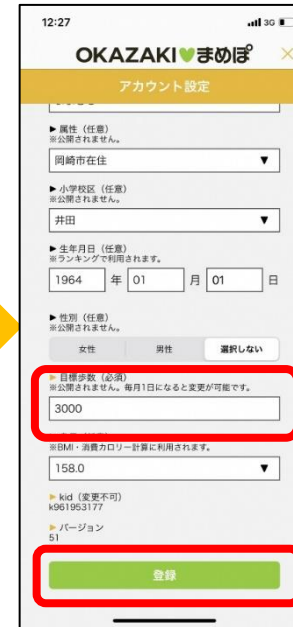 12:27
3G
OKAZAKI まめぽ
×
アカウント設定
▶ 属性（任意）
※公開されません。
岡崎市在住 ▼
▶ 小学校区（任意）
※公開されません。
井田 ▼
▶ 生年月日（任意）
※ランキングで利用されます。
1964 年 01 月 01 日
▶ 性別（任意）
※公開されません。
女性 男性 選択しない
▶ 目標歩数（必須）
※公開されません。毎月1日になると変更が可能です。
3000
※BMI・消費カロリー計算に利用されます。
158.0 ▼
▶ kid（変更不可）
k961953177
▶ バージョン
51
登録